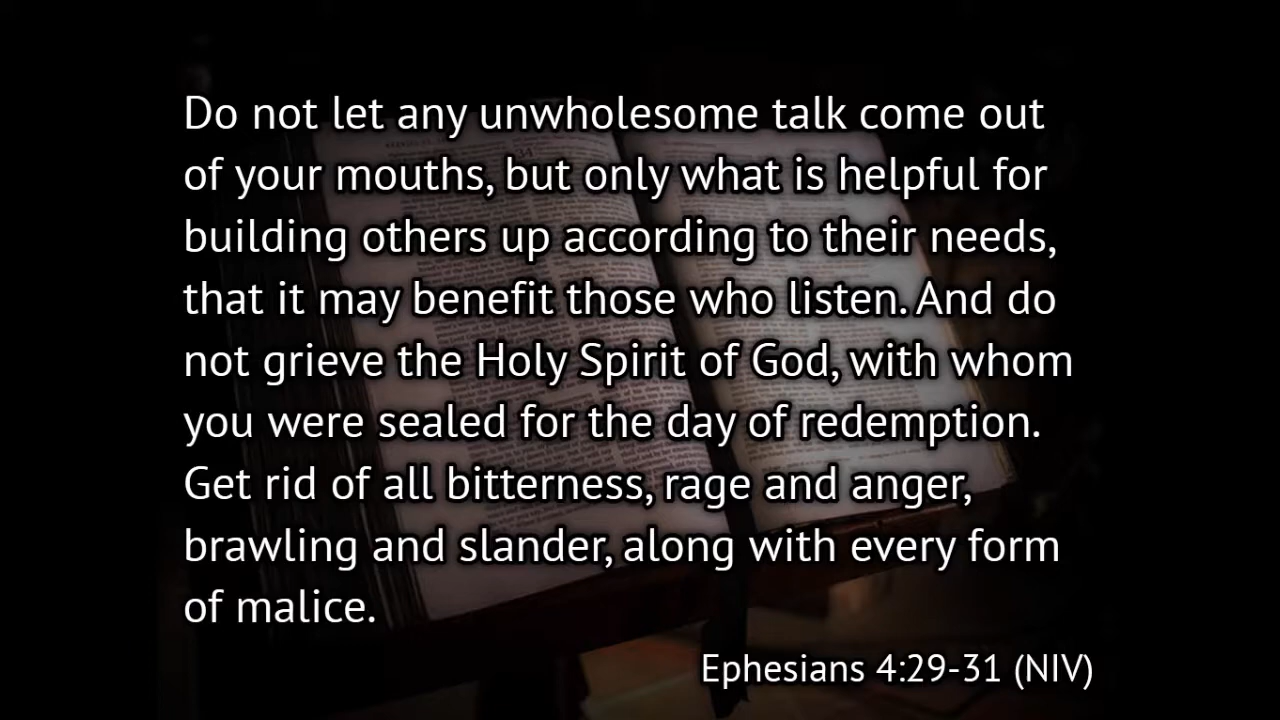 Do not let any unwholesome talk come out
of your mouths, but only what is helpful for
building others up according to their needs,
that it may benefit those who listen. And do
not grieve the Holy Spirit of God, with whom
you were sealed for the day of redemption.
Get rid of all bitterness, rage and anger,
brawling and slander, along with every form
of malice.
Ephesians 4:29-31 (NIV)